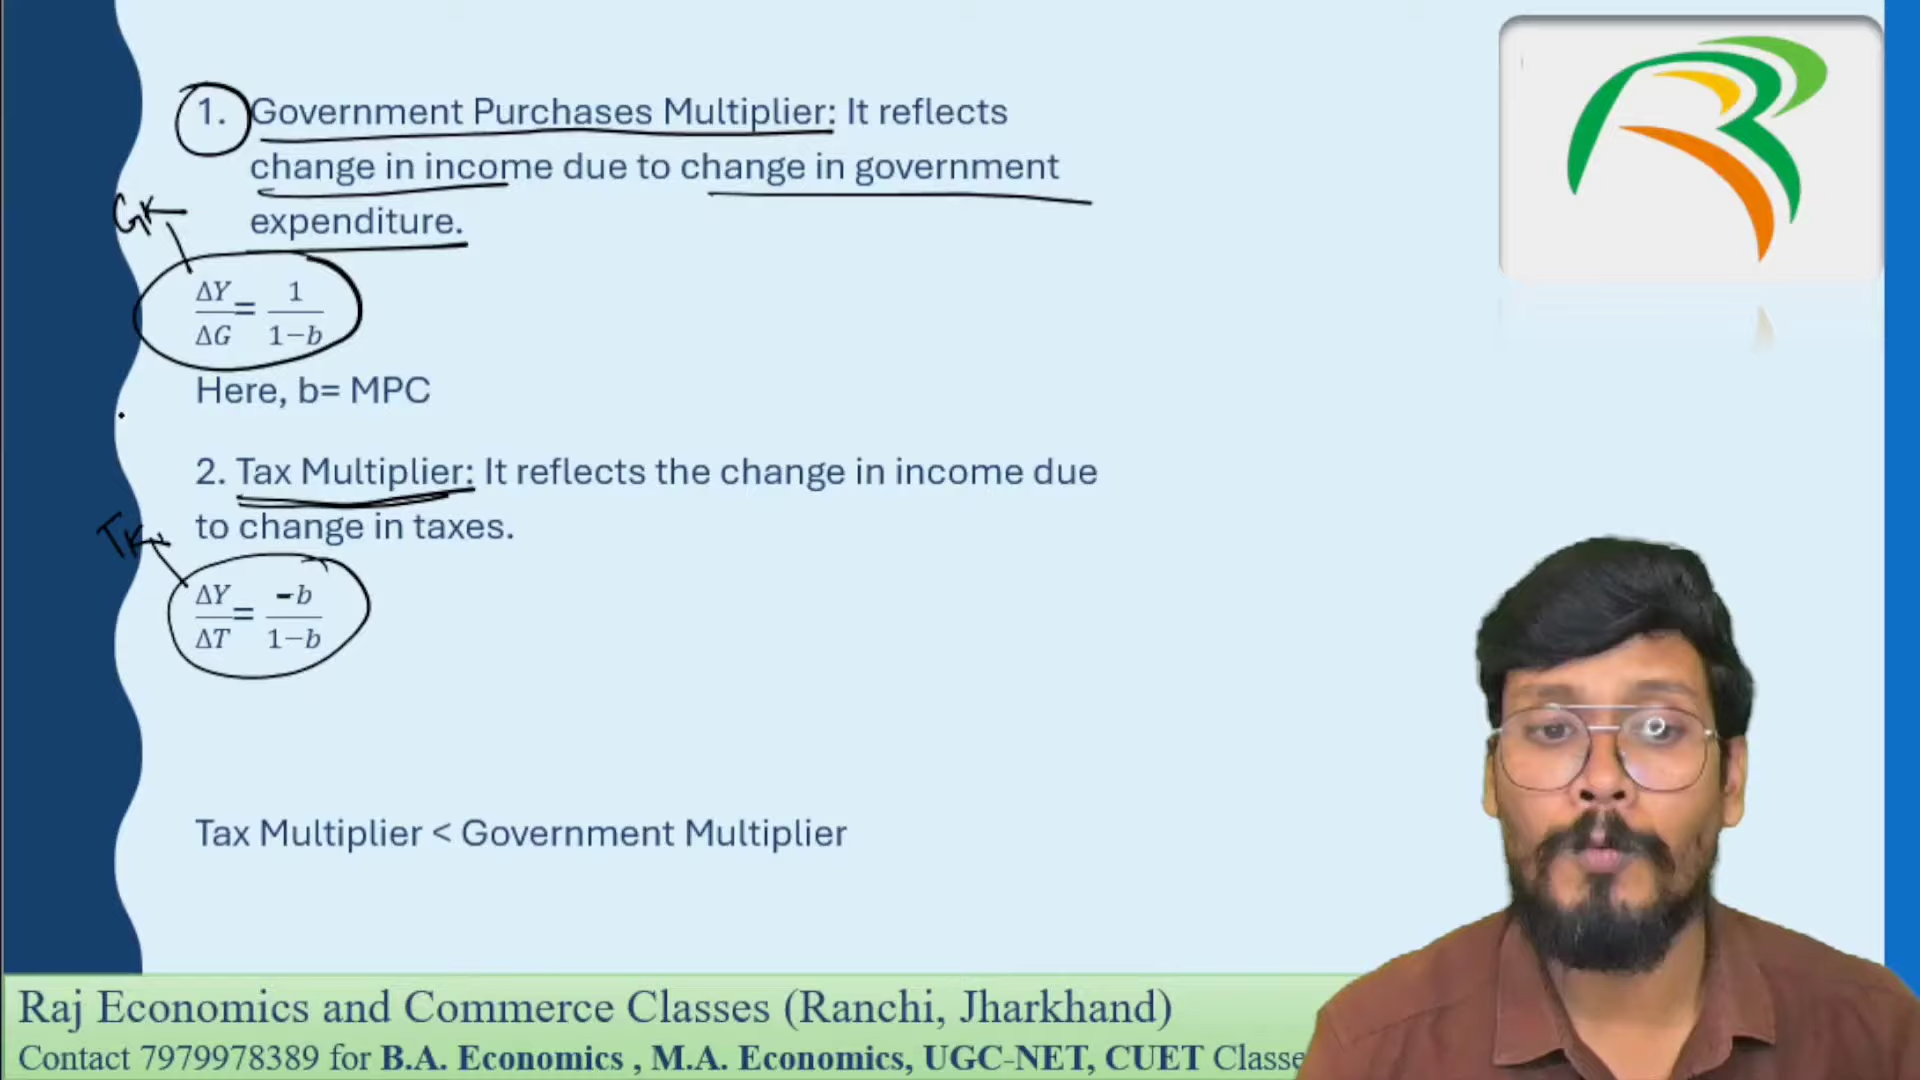 1. Government Purchases Multiplier: It reflects
change in income due to change in government
expenditure.
GK
ΔY/ΔG = 1/1−b
Here, b= MPC
2. Tax Multiplier: It reflects the change in income due
to change in taxes.
TK
ΔY/ΔT = -b/1−b
Tax Multiplier < Government Multiplier
Raj Economics and Commerce Classes (Ranchi, Jharkhand)
Contact 7979978389 for B.A. Economics , M.A. Economics, UGC-NET, CUET Classe